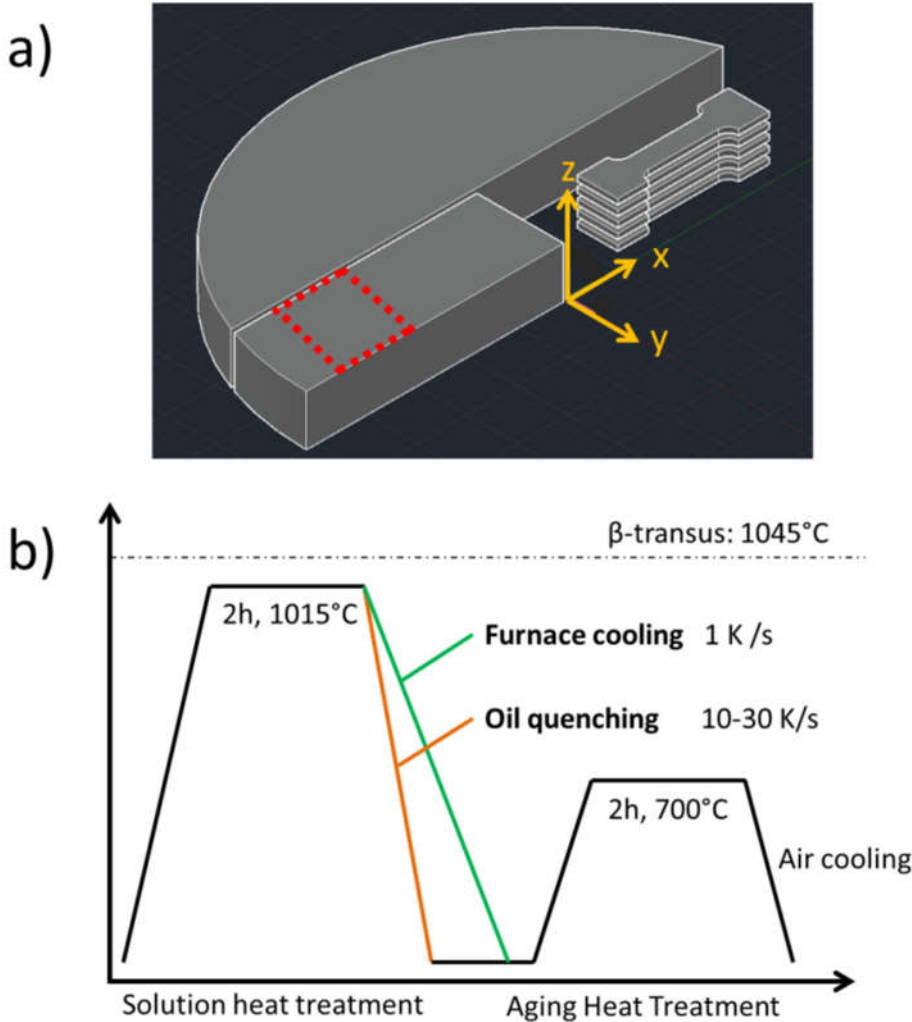 a)
z
x
y
b)
β-transus: 1045°C
2h, 1015°C
Furnace cooling 1 K /s
Oil quenching 10-30 K/s
2h, 700°C
Air cooling
Solution heat treatment Aging Heat Treatment